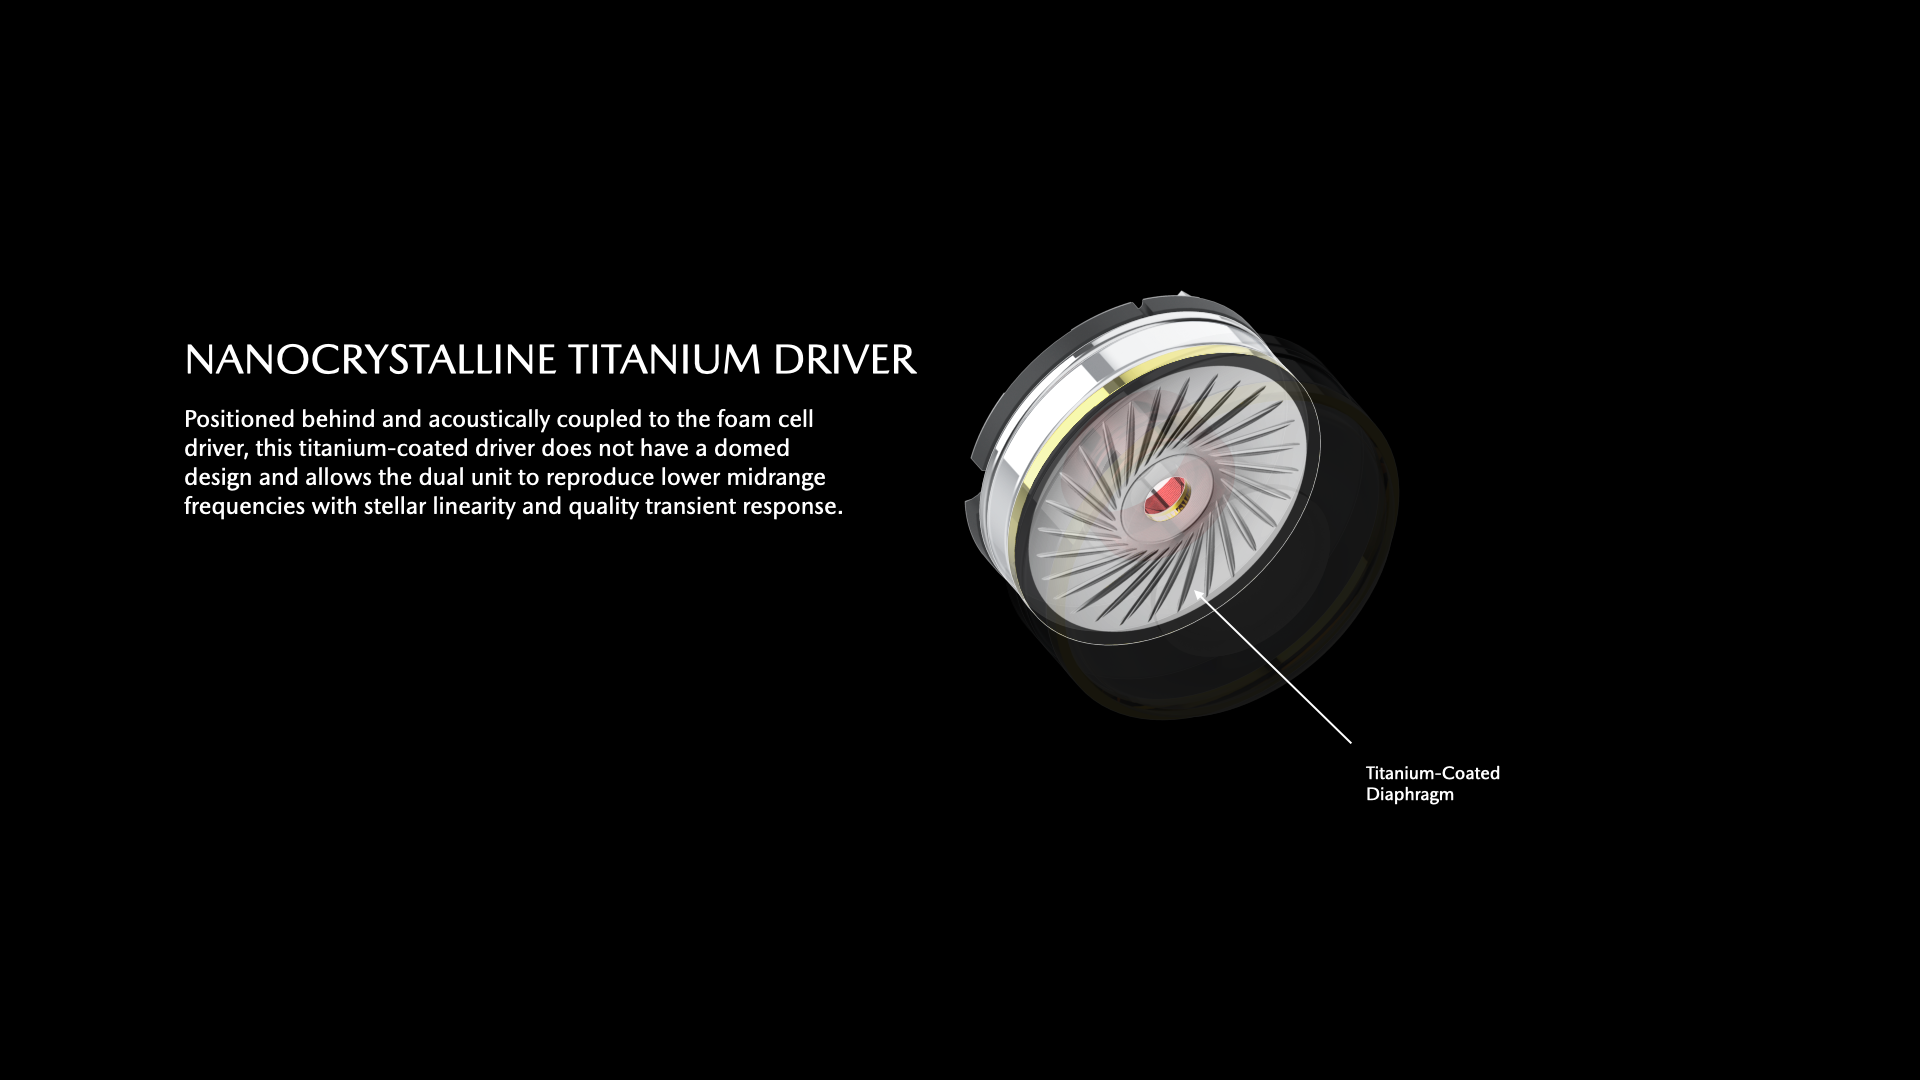 NANOCRYSTALLINE TITANIUM DRIVER
Positioned behind and acoustically coupled to the foam cell
driver, this titanium-coated driver does not have a domed
design and allows the dual unit to reproduce lower midrange
frequencies with stellar linearity and quality transient response.
Titanium-Coated
Diaphragm